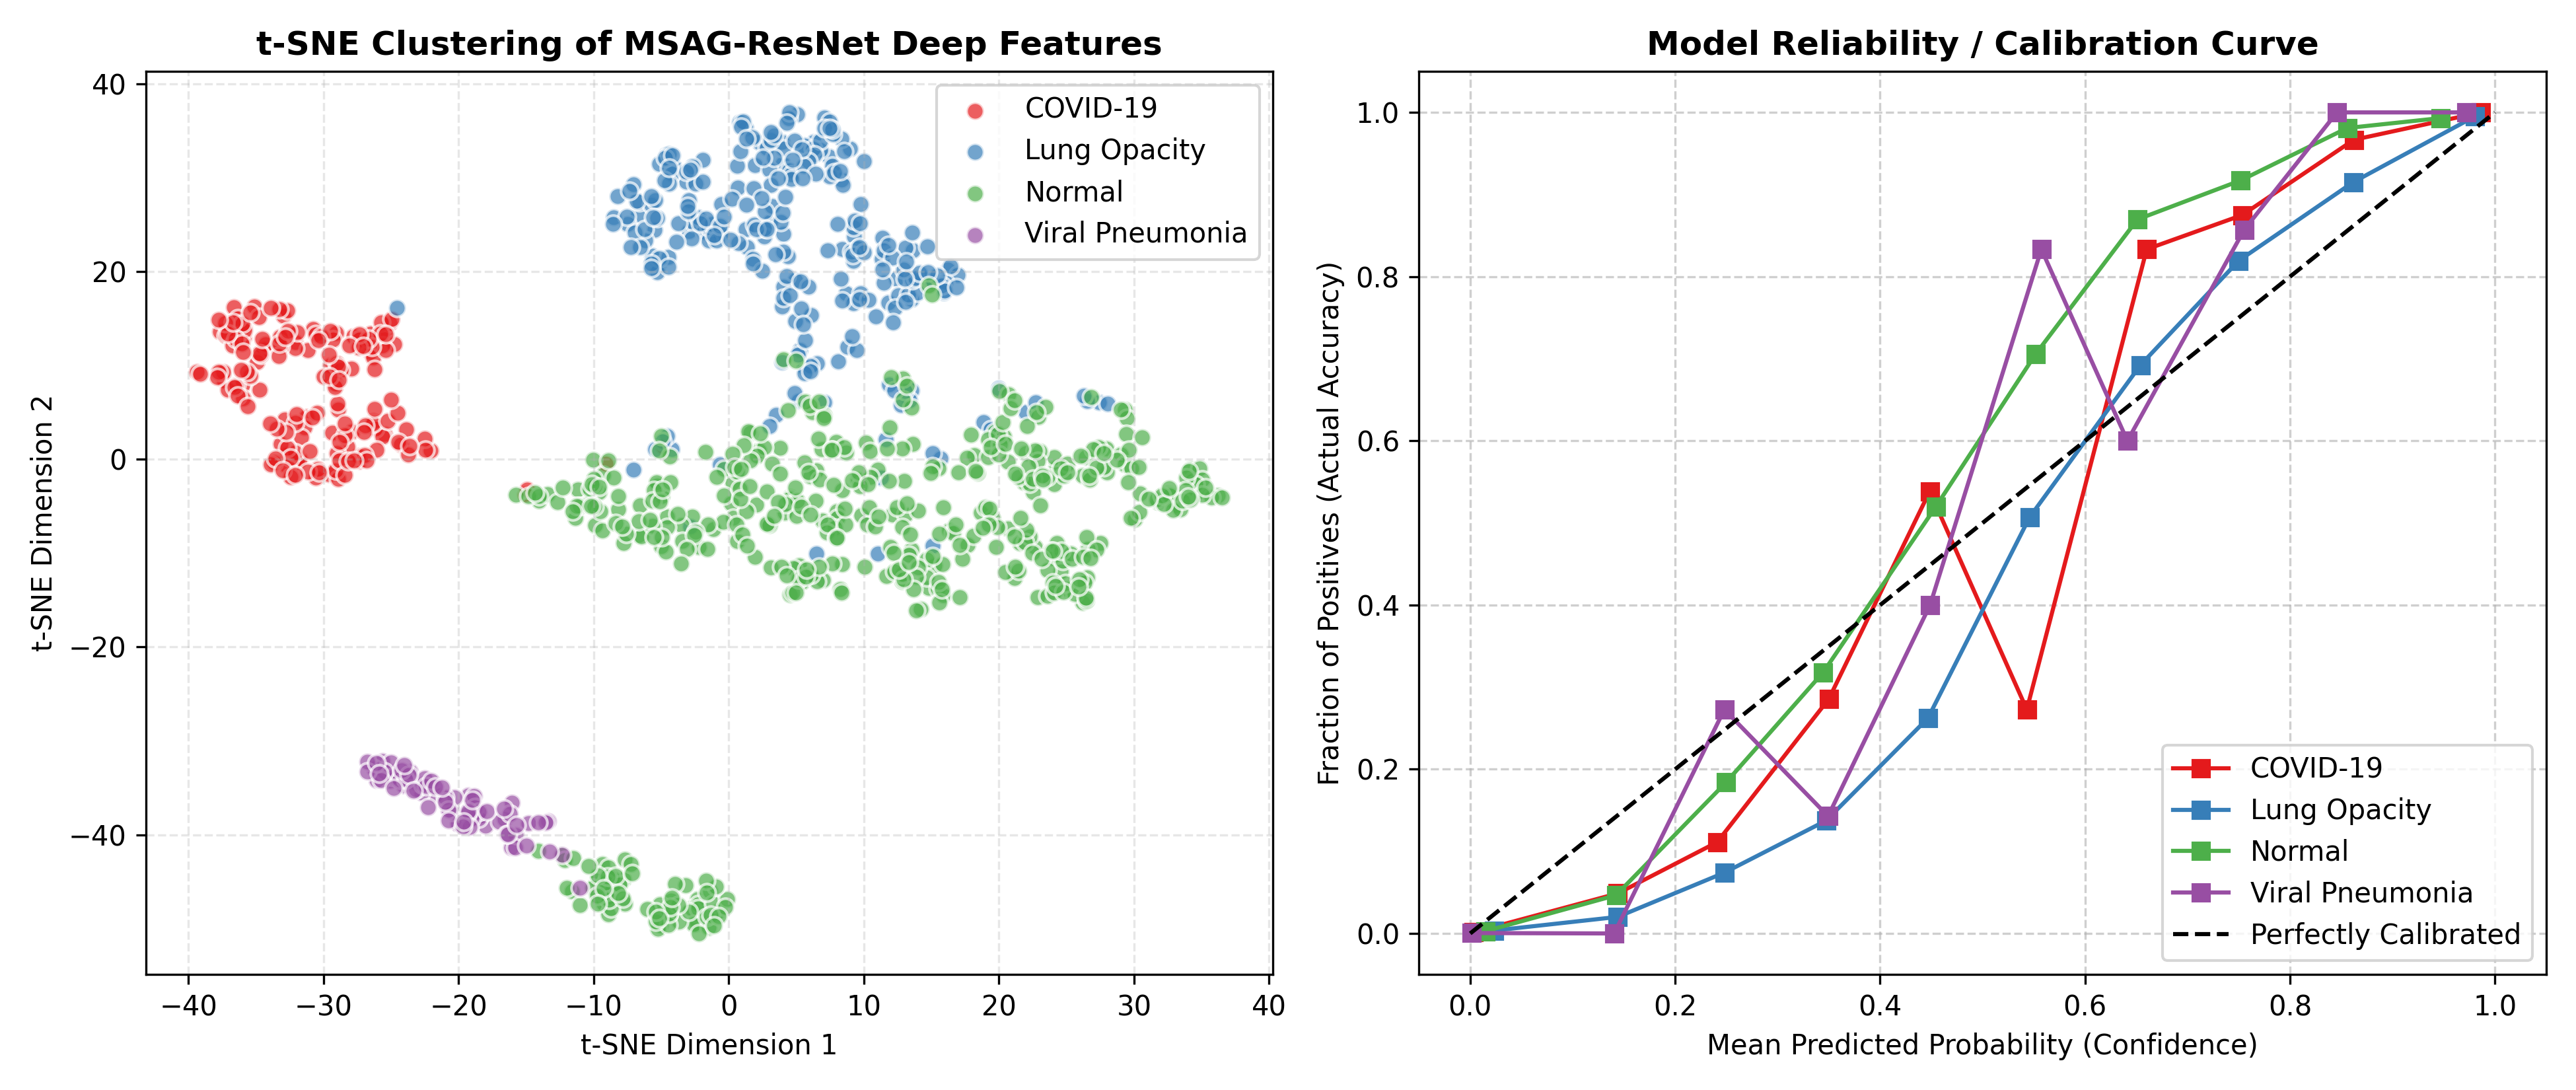 t-SNE Clustering of MSAG-ResNet Deep Features
40
20
0
−20
−40
t-SNE Dimension 2
−40
−30
−20
−10
0
10
20
30
40
t-SNE Dimension 1
COVID-19
Lung Opacity
Normal
Viral Pneumonia
Model Reliability / Calibration Curve
1.0
0.8
0.6
0.4
0.2
0.0
Fraction of Positives (Actual Accuracy)
0.0
0.2
0.4
0.6
0.8
1.0
Mean Predicted Probability (Confidence)
COVID-19
Lung Opacity
Normal
Viral Pneumonia
Perfectly Calibrated